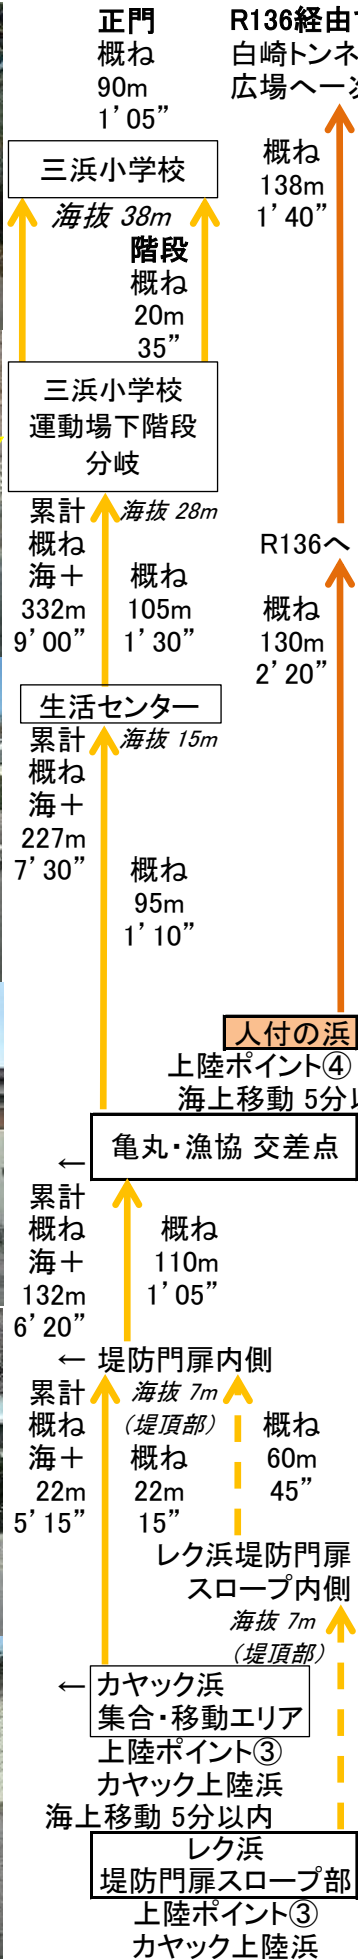 正門
概ね
90m
1’05”
R136経由
白崎トンネ
広場へ一次
三浜小学校
海抜 38m
階段
概ね
20m
35”
概ね
138m
1’40”
三浜小学校
運動場下階段
分岐
海抜 28m
累計
概ね
海＋
332m
9’00”
概ね
105m
1’30”
R136へ
概ね
130m
2’20”
生活センター
海抜 15m
累計
概ね
海＋
227m
7’30”
概ね
95m
1’10”
人付の浜
上陸ポイント④
海上移動 5分以
亀丸・漁協 交差点
←
累計
概ね
海＋
132m
6’20”
概ね
110m
1’05”
← 堤防門扉内側
海抜 7m
（堤頂部）
累計
概ね
海＋
22m
5’15”
概ね
22m
15”
概ね
60m
45”
レク浜堤防門扉
スロープ内側
海抜 7m
（堤頂部）
← カヤック浜
集合・移動エリア
上陸ポイント③
カヤック上陸浜
海上移動 5分以内
レク浜
堤防門扉スロープ部
上陸ポイント③
カヤック上陸浜